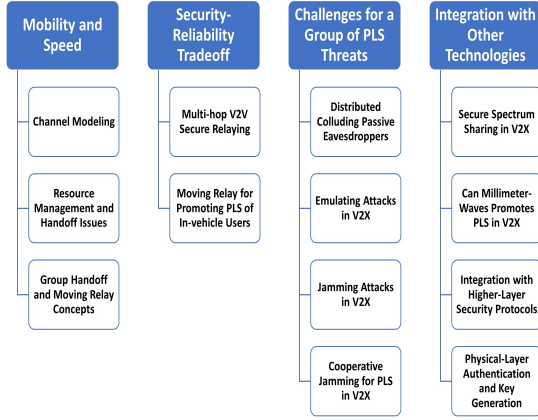 Mobility and
Speed
Channel Modeling
Resource
Management and
Handoff Issues
Group Handoff
and Moving Relay
Concepts
Security-
Reliability
Tradeoff
Multi-hop V2V
Secure Relaying
Moving Relay for
Promoting PLS of
In-vehicle Users
Challenges for a
Group of PLS
Threats
Distributed
Colluding Passive
Eavesdroppers
Emulating Attacks
in V2X
Jamming Attacks
in V2X
Cooperative
Jamming for PLS
in V2X
Integration with
Other
Technologies
Secure Spectrum
Sharing in V2X
Can Millimeter-
Waves Promotes
PLS in V2X
Integration with
Higher-Layer
Security Protocols
Physical-Layer
Authentication
and Key
Generation